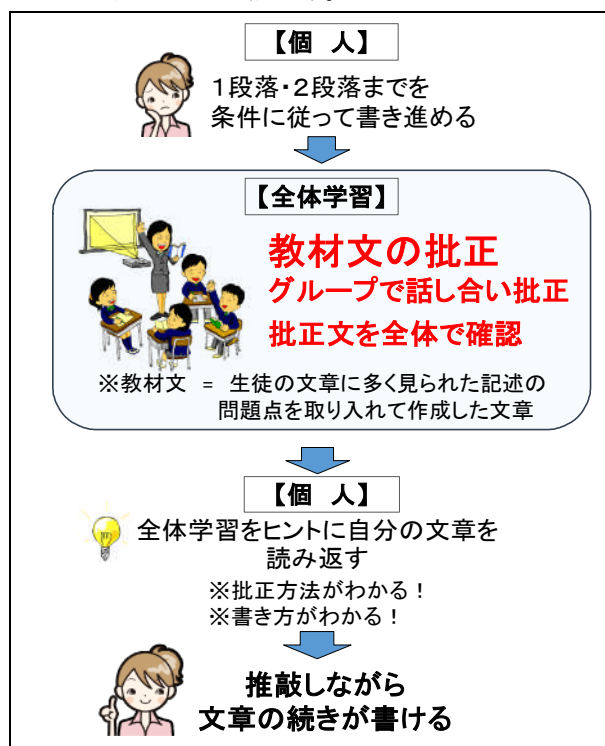 【個　人】
１段落・２段落までを
条件に従って書き進める
【全体学習】
教材文の批正
グループで話し合い批正
批正文を全体で確認
※教材文　=　生徒の文章に多く見られた記述の
問題点を取り入れて作成した文章
【個　人】
全体学習をヒントに自分の文章を
読み返す
※批正方法がわかる！
※書き方がわかる！
推敲しながら
文章の続きが書ける